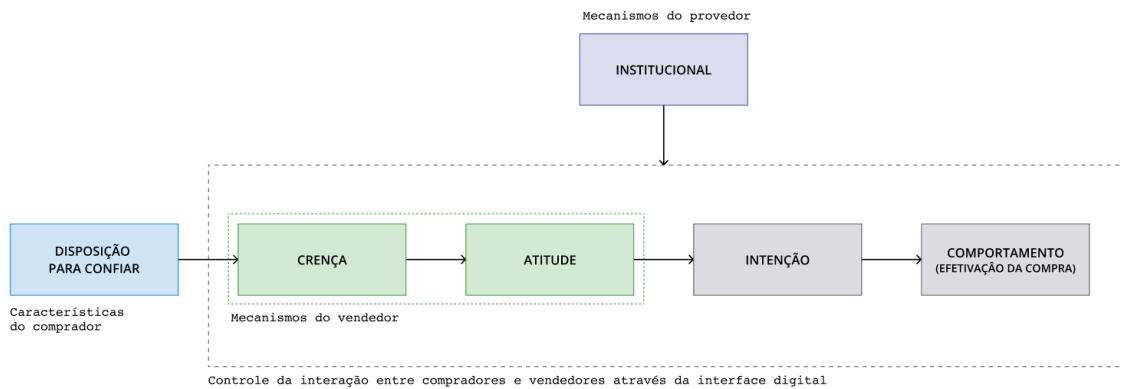 Mecanismos do provedor
INSTITUCIONAL
DISPOSIÇÃO
PARA CONFIAR
CRENÇA
ATITUDE
INTENÇÃO
COMPORTAMENTO
(EFETIVAÇÂO DA COMPRA)
Características
do comprador
Mecanismos do vendedor
Controle da interação entre compradores e vendedores através da interface digital